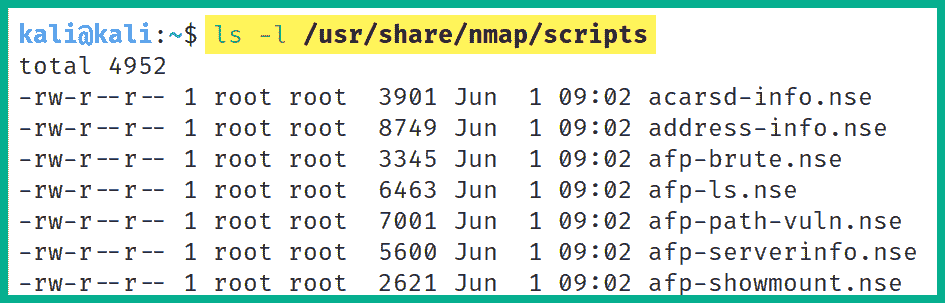 kali@kali:~$ ls -l /usr/share/nmap/scripts
total 4952
-rw-r--r-- 1 root root  3901 Jun  1 09:02 acarsd-info.nse
-rw-r--r-- 1 root root  8749 Jun  1 09:02 address-info.nse
-rw-r--r-- 1 root root  3345 Jun  1 09:02 afp-brute.nse
-rw-r--r-- 1 root root  6463 Jun  1 09:02 afp-ls.nse
-rw-r--r-- 1 root root  7001 Jun  1 09:02 afp-path-vuln.nse
-rw-r--r-- 1 root root  5600 Jun  1 09:02 afp-serverinfo.nse
-rw-r--r-- 1 root root  2621 Jun  1 09:02 afp-showmount.nse